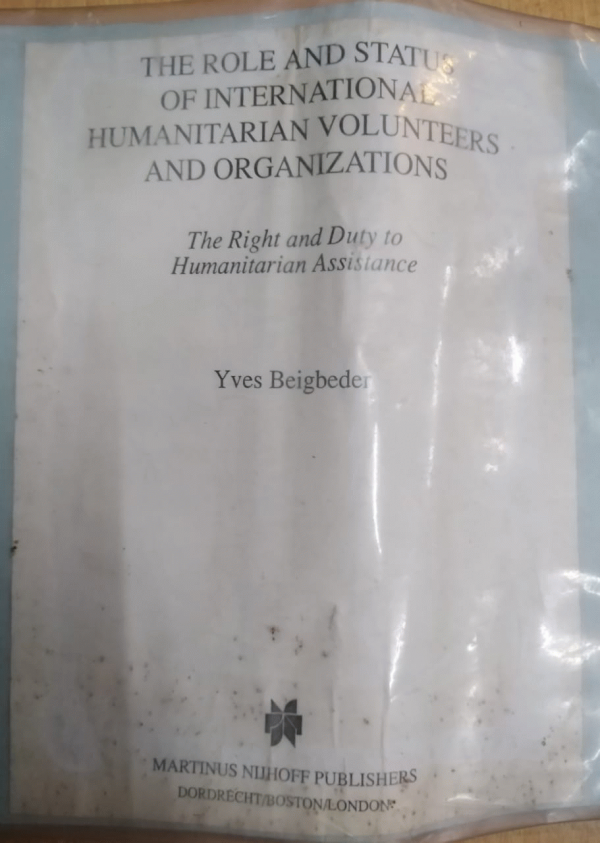 THE ROLE AND STATUS
OF INTERNATIONAL
HUMANITARIAN VOLUNTEERS
AND ORGANIZATIONS
The Right and Duty to
Humanitarian Assistance
Yves Beigbeder
MARTINUS NIJHOFF PUBLISHERS
DORDRECHT/BOSTON/LONDON